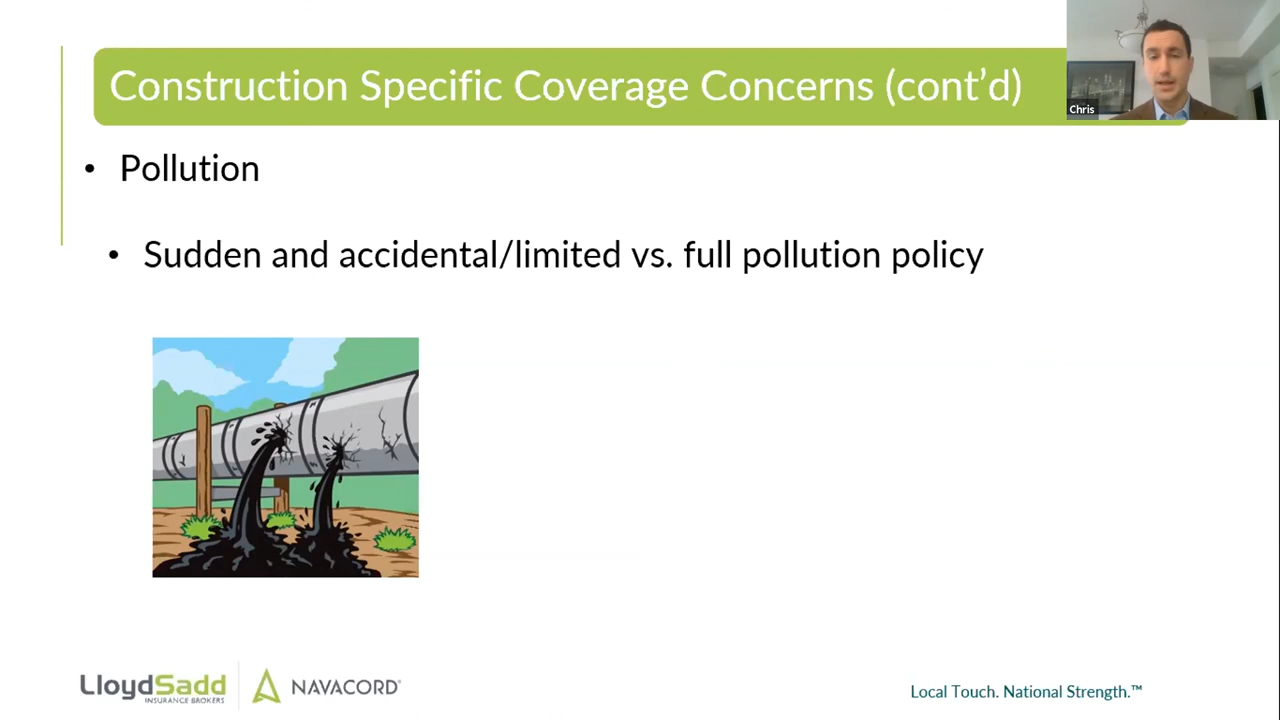 Construction Specific Coverage Concerns (cont’d)
Chris
• Pollution
• Sudden and accidental/limited vs. full pollution policy
LloydSadd
INSURANCE BROKERS
NAVACORD
Local Touch. National Strength.™